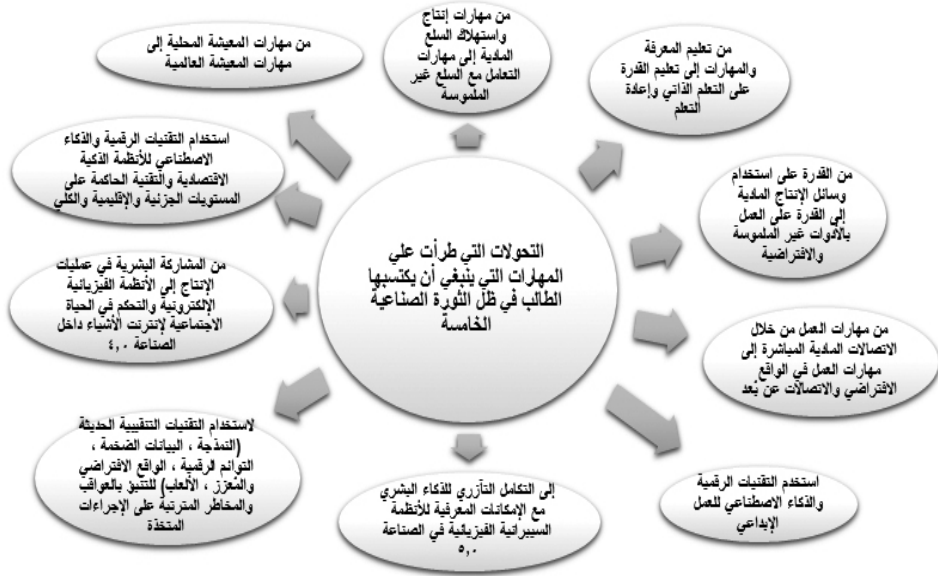 التحولات التي طرأت على
المهارات التي ينبغي أن يكتسبها
الطالب في ظل الثورة الصناعية
الخامسة
من مهارات إنتاج
واستهلاك السلع
المادية إلى مهارات
التعامل مع السلع غير
الملموسة
من تعليم المعرفة
والمهارات إلى تعليم القدرة
على التعلم الذاتي وإعادة
التعلم
من القدرة على استخدام
وسائل الإنتاج المادية
إلى القدرة على العمل
بالأدوات غير الملموسة
والافتراضية
من مهارات العمل من خلال
الاتصالات المادية المباشرة إلى
مهارات العمل في الواقع
الافتراضي والاتصالات عن بُعد
استخدم التقنيات الرقمية
والذكاء الاصطناعي للعمل
الإبداعي
إلى التكامل التآزري للذكاء البشري
مع الإمكانات المعرفية للأنظمة
السيبرانية الفيزيائية في الصناعة
٥,٠
لاستخدام التقنيات التنقيبية الحديثة
(النمذجة ، البيانات الضخمة ،
التوائم الرقمية ، الواقع الافتراضي
والمُعزز ، الألعاب) للتنبؤ بالعواقب
والمخاطر المترتبة على الإجراءات
المتخذة
من المشاركة البشرية في عمليات
الإنتاج إلى الأنظمة الفيزيائية
الإلكترونية والتحكم في الحياة
الاجتماعية لإنترنت الأشياء داخل
الصناعة ٤,٠
استخدام التقنيات الرقمية والذكاء
الاصطناعي للأنظمة الذكية
الاقتصادية والتقنية الحاكمة على
المستويات الجزئية والإقليمية والكلي
من مهارات المعيشة المحلية إلى
مهارات المعيشة العالمية